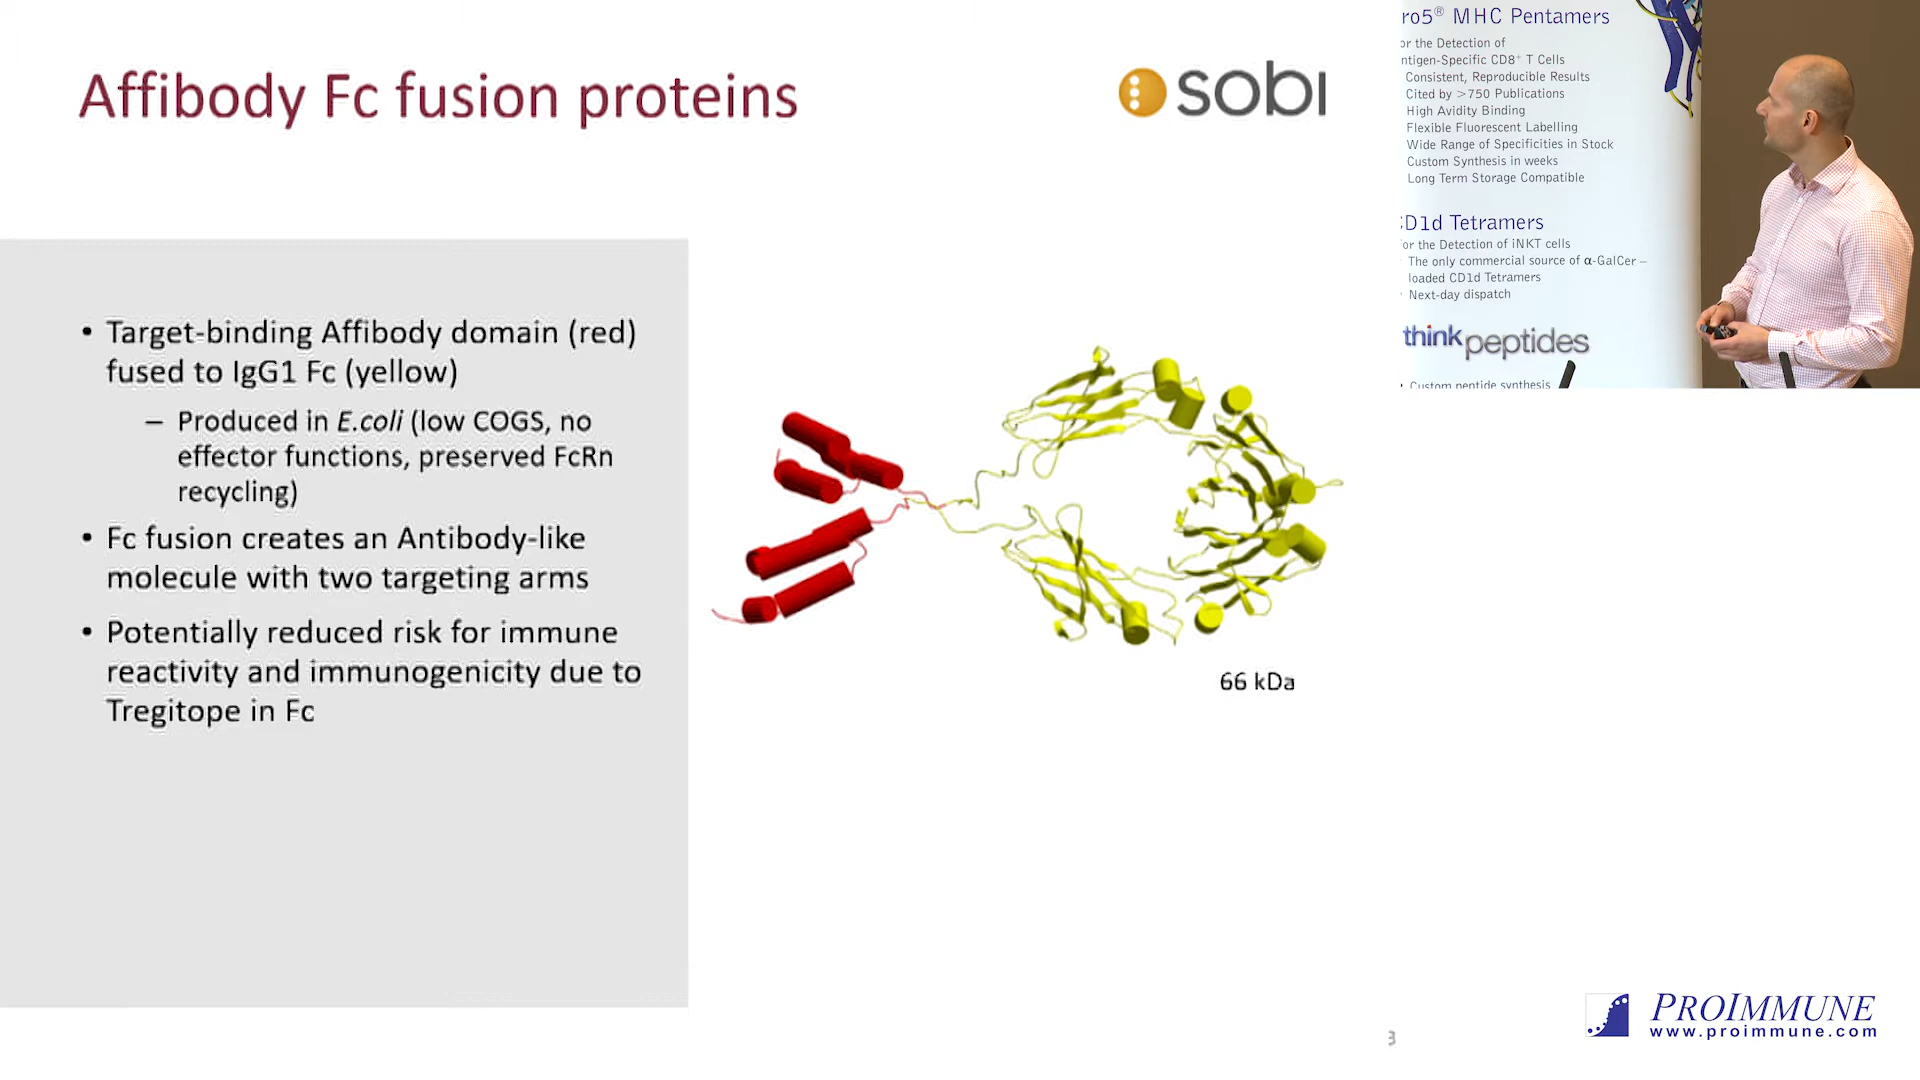 Affibody Fc fusion proteins
sobi
• Target-binding Affibody domain (red)
fused to IgG1 Fc (yellow)
– Produced in E.coli (low COGS, no
effector functions, preserved FcRn
recycling)
• Fc fusion creates an Antibody-like
molecule with two targeting arms
• Potentially reduced risk for immune
reactivity and immunogenicity due to
Tregitope in Fc
66 kDa
3
ro5® MHC Pentamers
or the Detection of
ntigen-Specific CD8⁺ T Cells
Consistent, Reproducible Results
Cited by >750 Publications
High Avidity Binding
Flexible Fluorescent Labelling
Wide Range of Specificities in Stock
Custom Synthesis in weeks
Long Term Storage Compatible
CD1d Tetramers
or the Detection of iNKT cells
The only commercial source of α-GalCer –
loaded CD1d Tetramers
Next-day dispatch
thinkpeptides
• Custom peptide synthesis
PROIMMUNE
www.proimmune.com